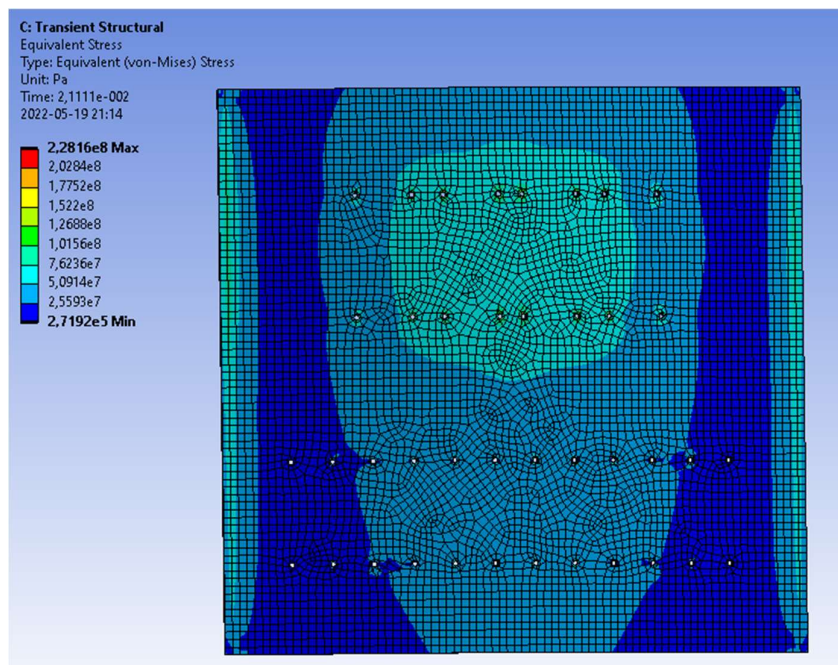 C: Transient Structural
Equivalent Stress
Type: Equivalent (von-Mises) Stress
Unit: Pa
Time: 2,1111e-002
2022-05-19 21:14
2,2816e8 Max
2,0284e8
1,7752e8
1,522e8
1,2688e8
1,0156e8
7,6236e7
5,0914e7
2,5593e7
2,7192e5 Min